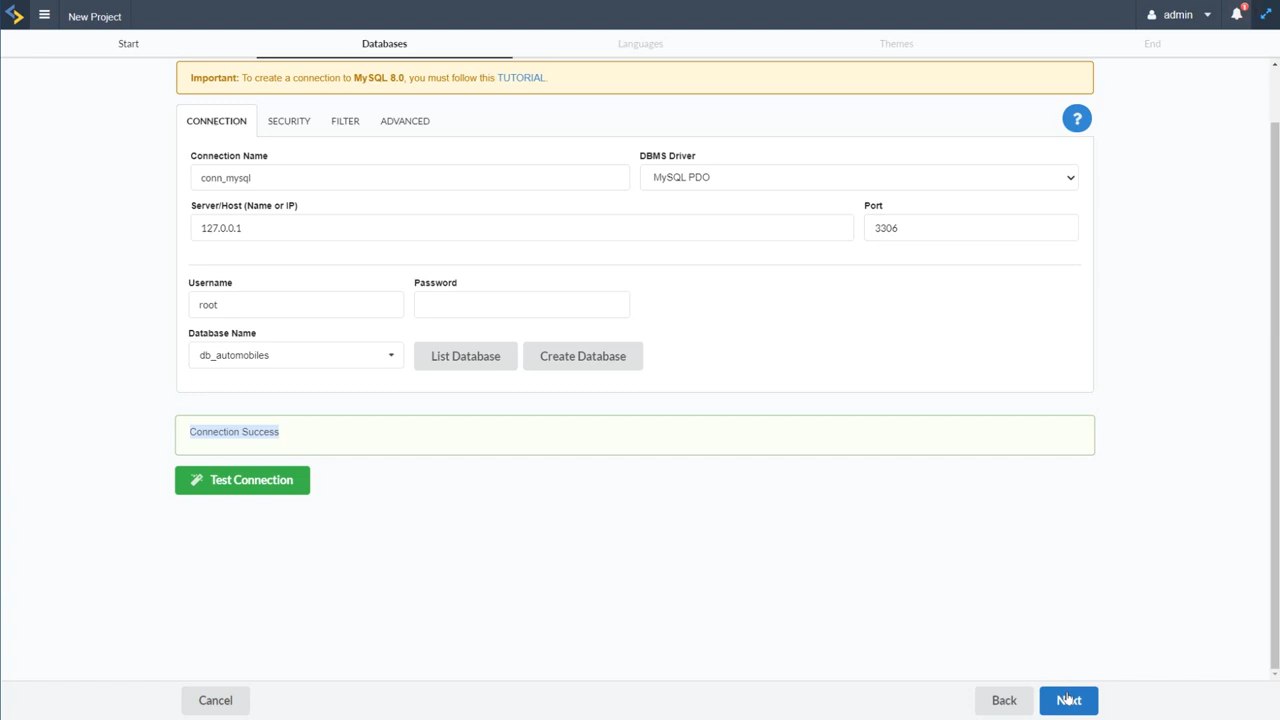 New Project
admin
1
Start
Databases
Languages
Themes
End
Important: To create a connection to MySQL 8.0, you must follow this TUTORIAL.
CONNECTION
SECURITY
FILTER
ADVANCED
?
Connection Name
DBMS Driver
conn_mysql
MySQL PDO
Server/Host (Name or IP)
Port
127.0.0.1
3306
Username
Password
root
Database Name
db_automobiles
List Database
Create Database
Connection Success
Test Connection
Cancel
Back
Next